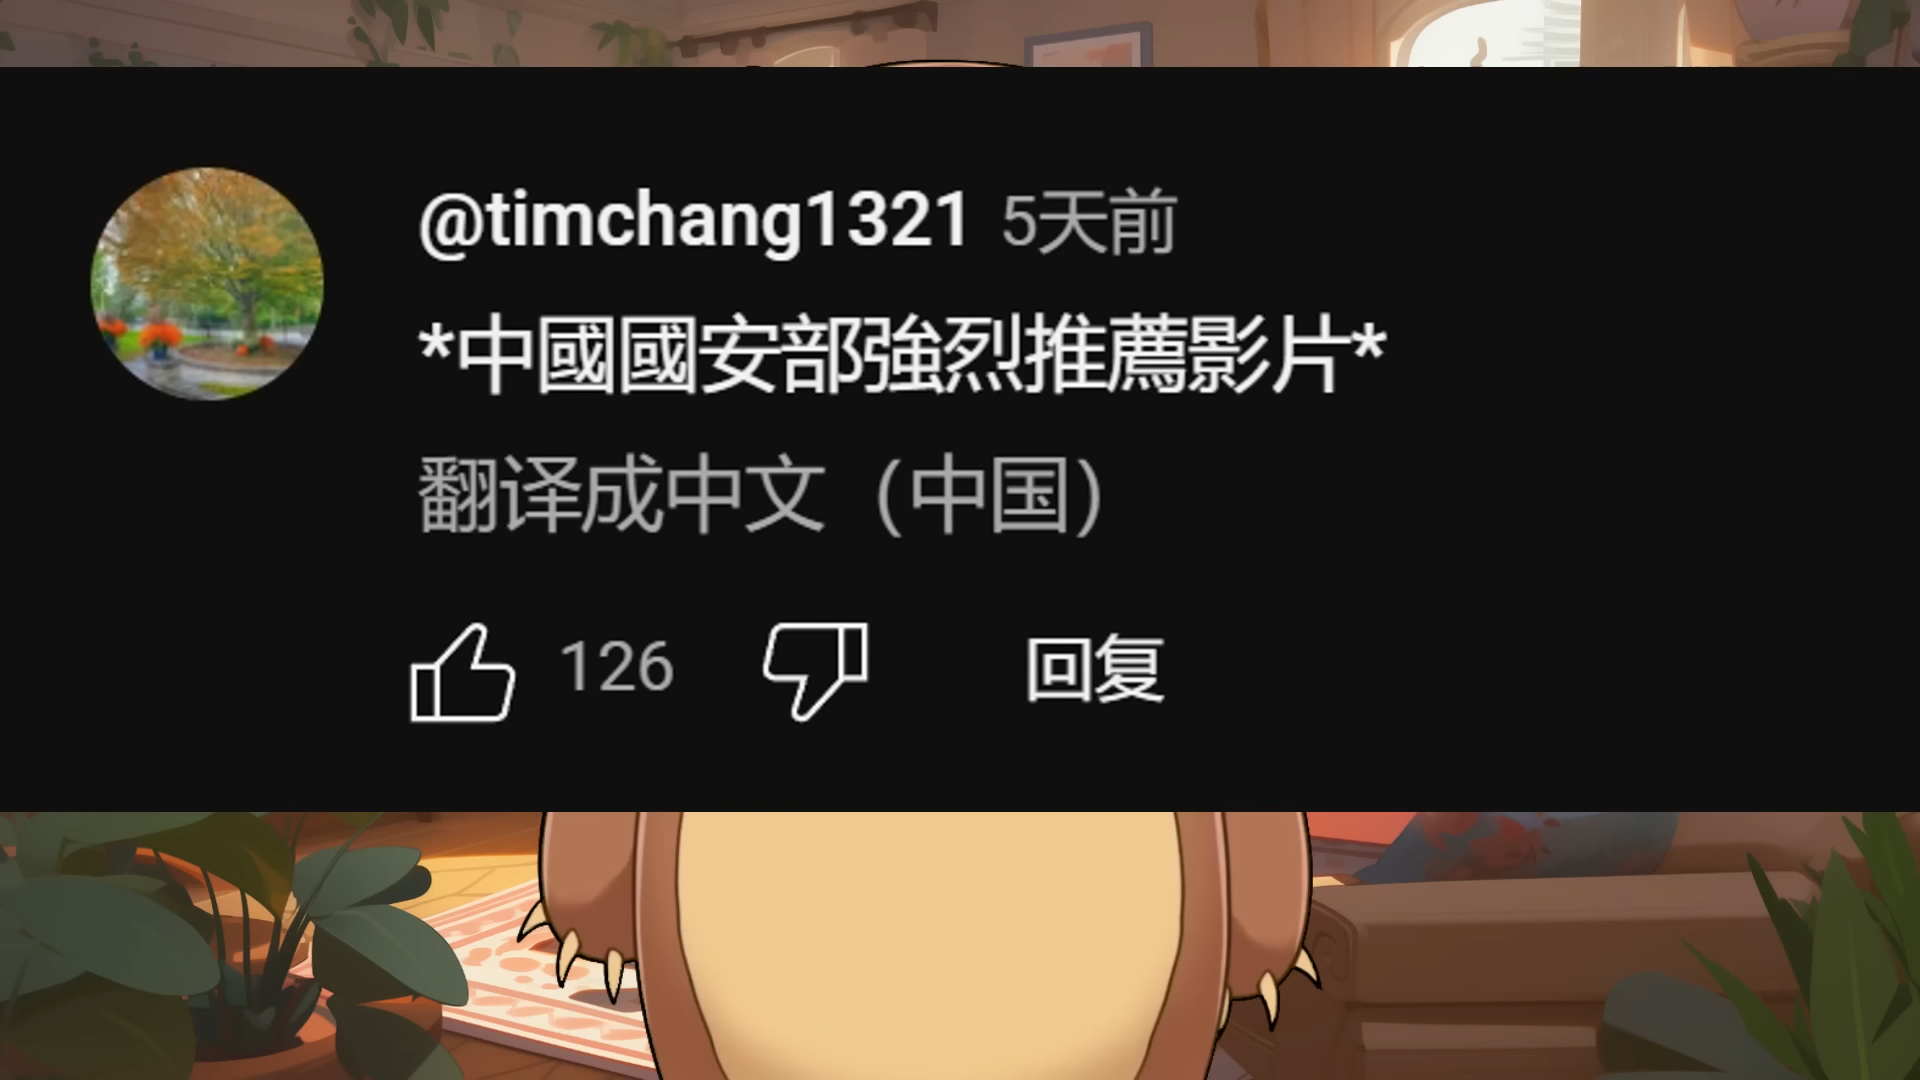 @timchang1321 5天前
*中國國安部強烈推薦影片*
翻译成中文（中国）
126 回复